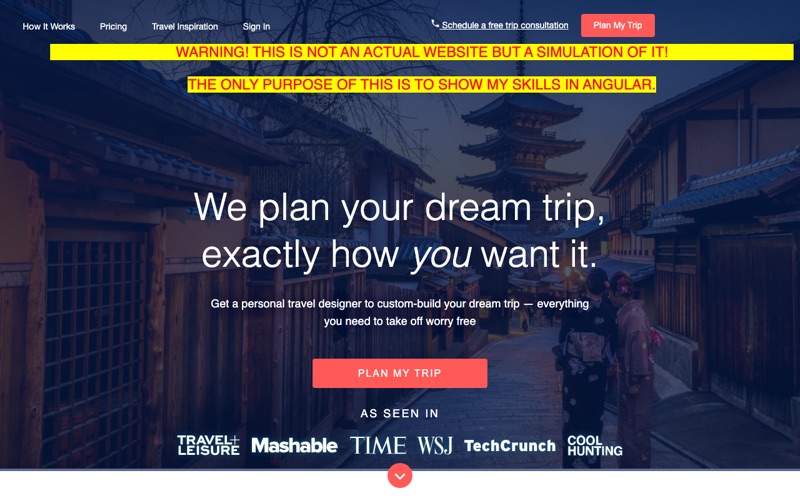 How It Works Pricing Travel Inspiration Sign In Schedule a free trip consultation Plan My Trip
WARNING! THIS IS NOT AN ACTUAL WEBSITE BUT A SIMULATION OF IT!
THE ONLY PURPOSE OF THIS IS TO SHOW MY SKILLS IN ANGULAR.
We plan your dream trip,
exactly how you want it.
Get a personal travel designer to custom-build your dream trip — everything
you need to take off worry free
PLAN MY TRIP
AS SEEN IN
TRAVEL+ LEISURE Mashable TIME WSJ TechCrunch COOL HUNTING